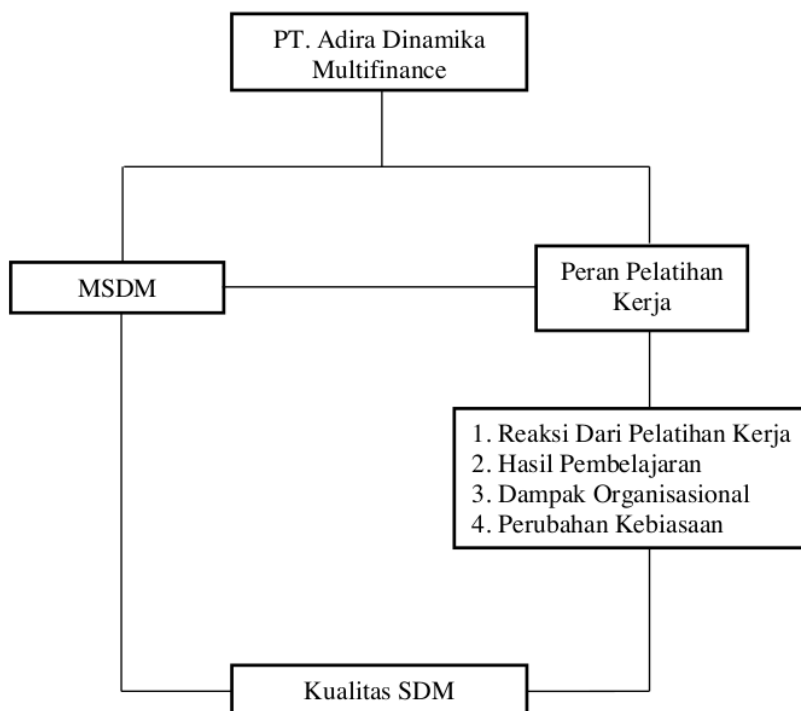 PT. Adira Dinamika
Multifinance
MSDM
Peran Pelatihan
Kerja
1. Reaksi Dari Pelatihan Kerja
2. Hasil Pembelajaran
3. Dampak Organisasional
4. Perubahan Kebiasaan
Kualitas SDM